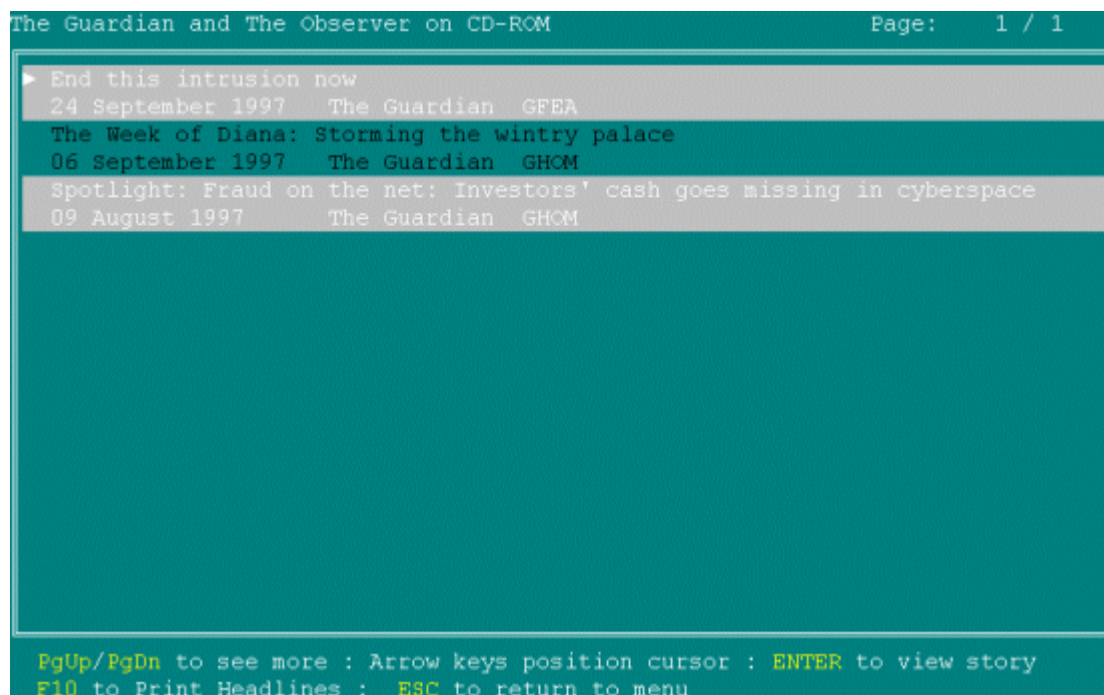 The Guardian and The Observer on CD-ROM Page: 1 / 1
End this intrusion now
24 September 1997 The Guardian GFEA
The Week of Diana: Storming the wintry palace
06 September 1997 The Guardian GHOM
Spotlight: Fraud on the net: Investors' cash goes missing in cyberspace
09 August 1997 The Guardian GHOM
PgUp/PgDn to see more : Arrow keys position cursor : ENTER to view story
F10 to Print Headlines : ESC to return to menu